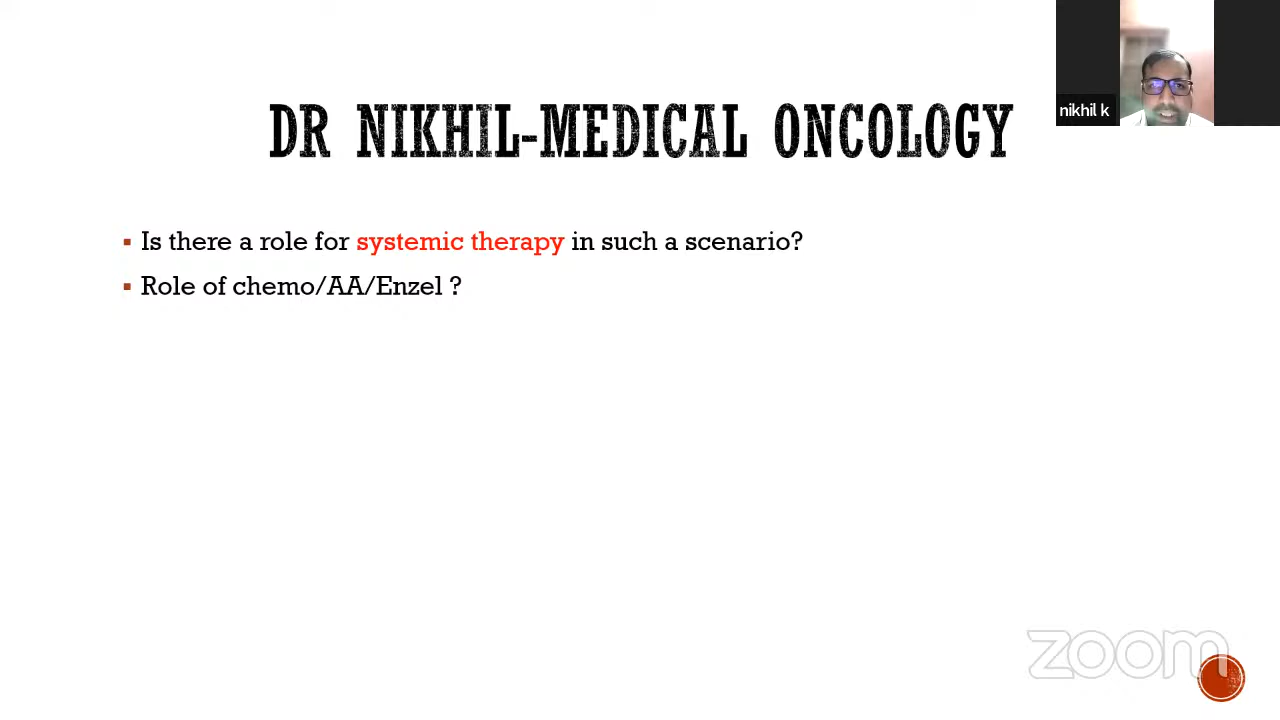 DR NIKHIL-MEDICAL ONCOLOGY
nikhil k
Is there a role for systemic therapy in such a scenario?
Role of chemo/AA/Enzel ?
zoom